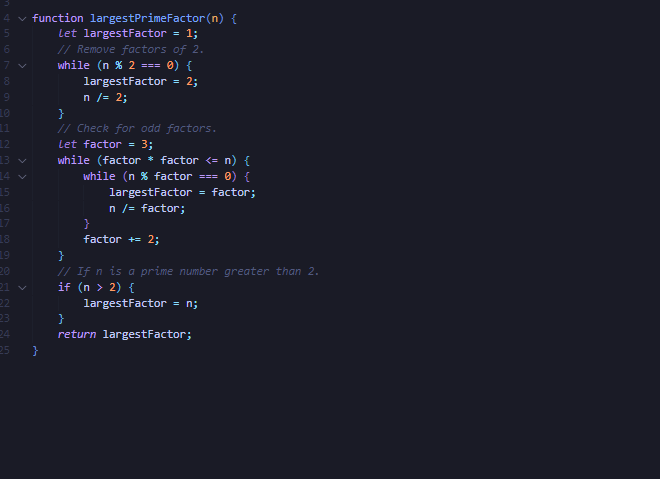 3
4 function largestPrimeFactor(n) {
5 let largestFactor = 1;
6 // Remove factors of 2.
7 while (n % 2 === 0) {
8 largestFactor = 2;
9 n /= 2;
10 }
11 // Check for odd factors.
12 let factor = 3;
13 while (factor * factor <= n) {
14 while (n % factor === 0) {
15 largestFactor = factor;
16 n /= factor;
17 }
18 factor += 2;
19 }
20 // If n is a prime number greater than 2.
21 if (n > 2) {
22 largestFactor = n;
23 }
24 return largestFactor;
25 }